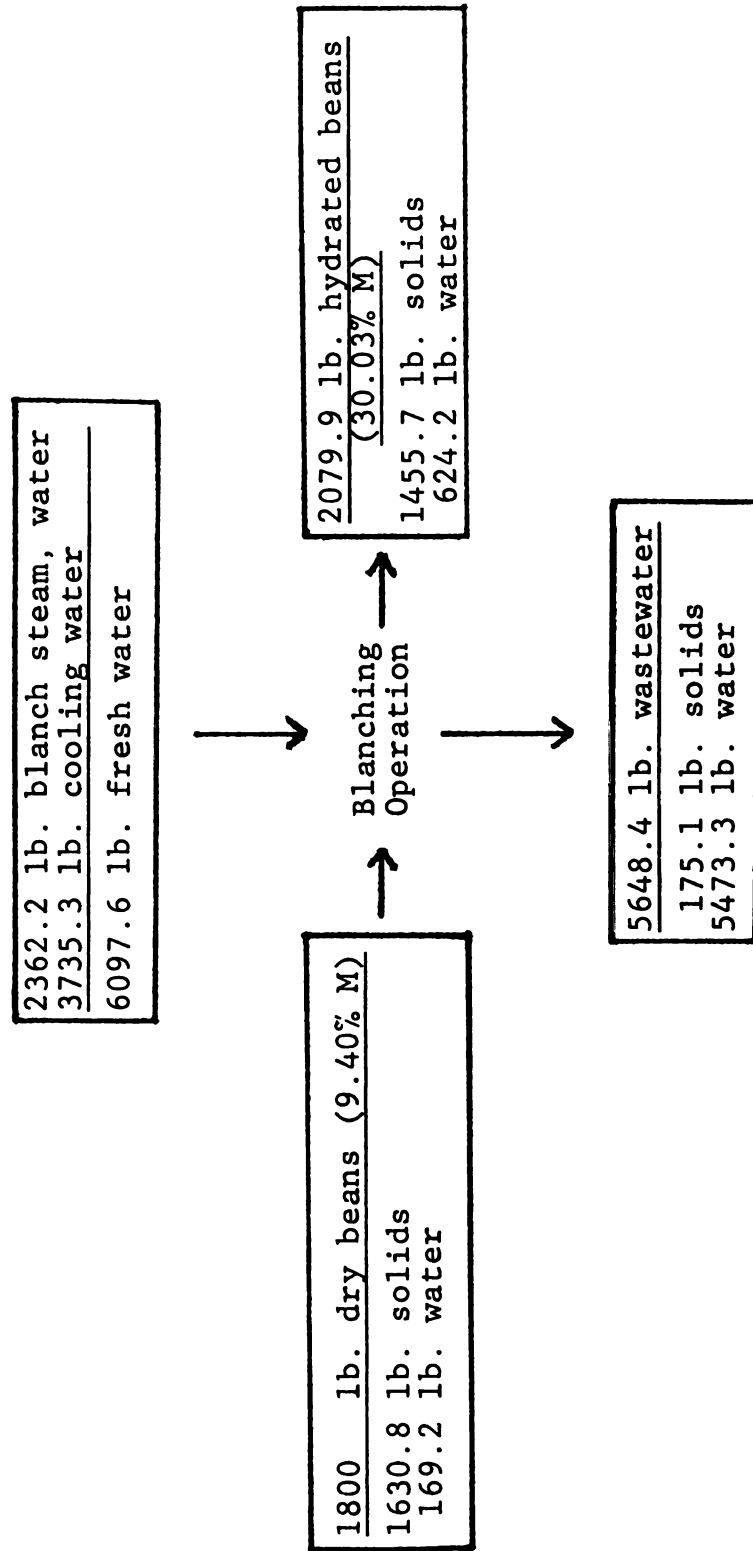 2362.2 lb. blanch steam, water
3735.3 lb. cooling water
6097.6 lb. fresh water
1800 lb. dry beans (9.40% M)
1630.8 lb. solids
169.2 lb. water
Blanching
Operation
2079.9 lb. hydrated beans
(30.03% M)
1455.7 lb. solids
624.2 lb. water
5648.4 lb. wastewater
175.1 lb. solids
5473.3 lb. water